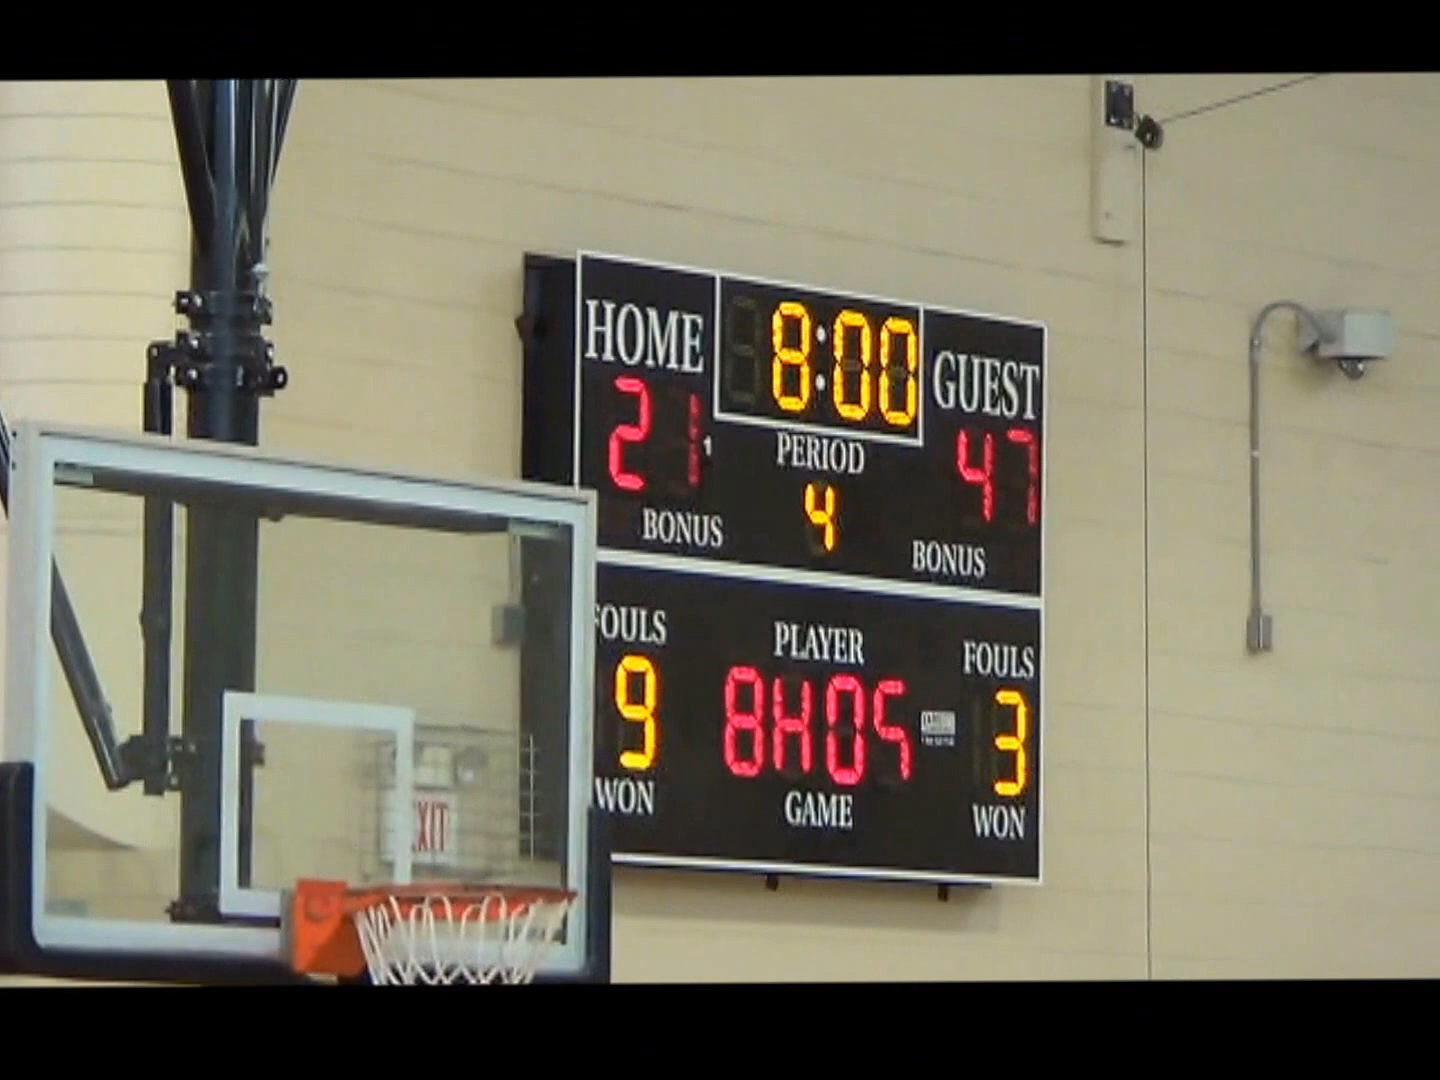 HOME
8:00
GUEST
21
PERIOD
47
4
BONUS
BONUS
FOULS
PLAYER
FOULS
9
8H05
3
WON
GAME
WON
EXIT